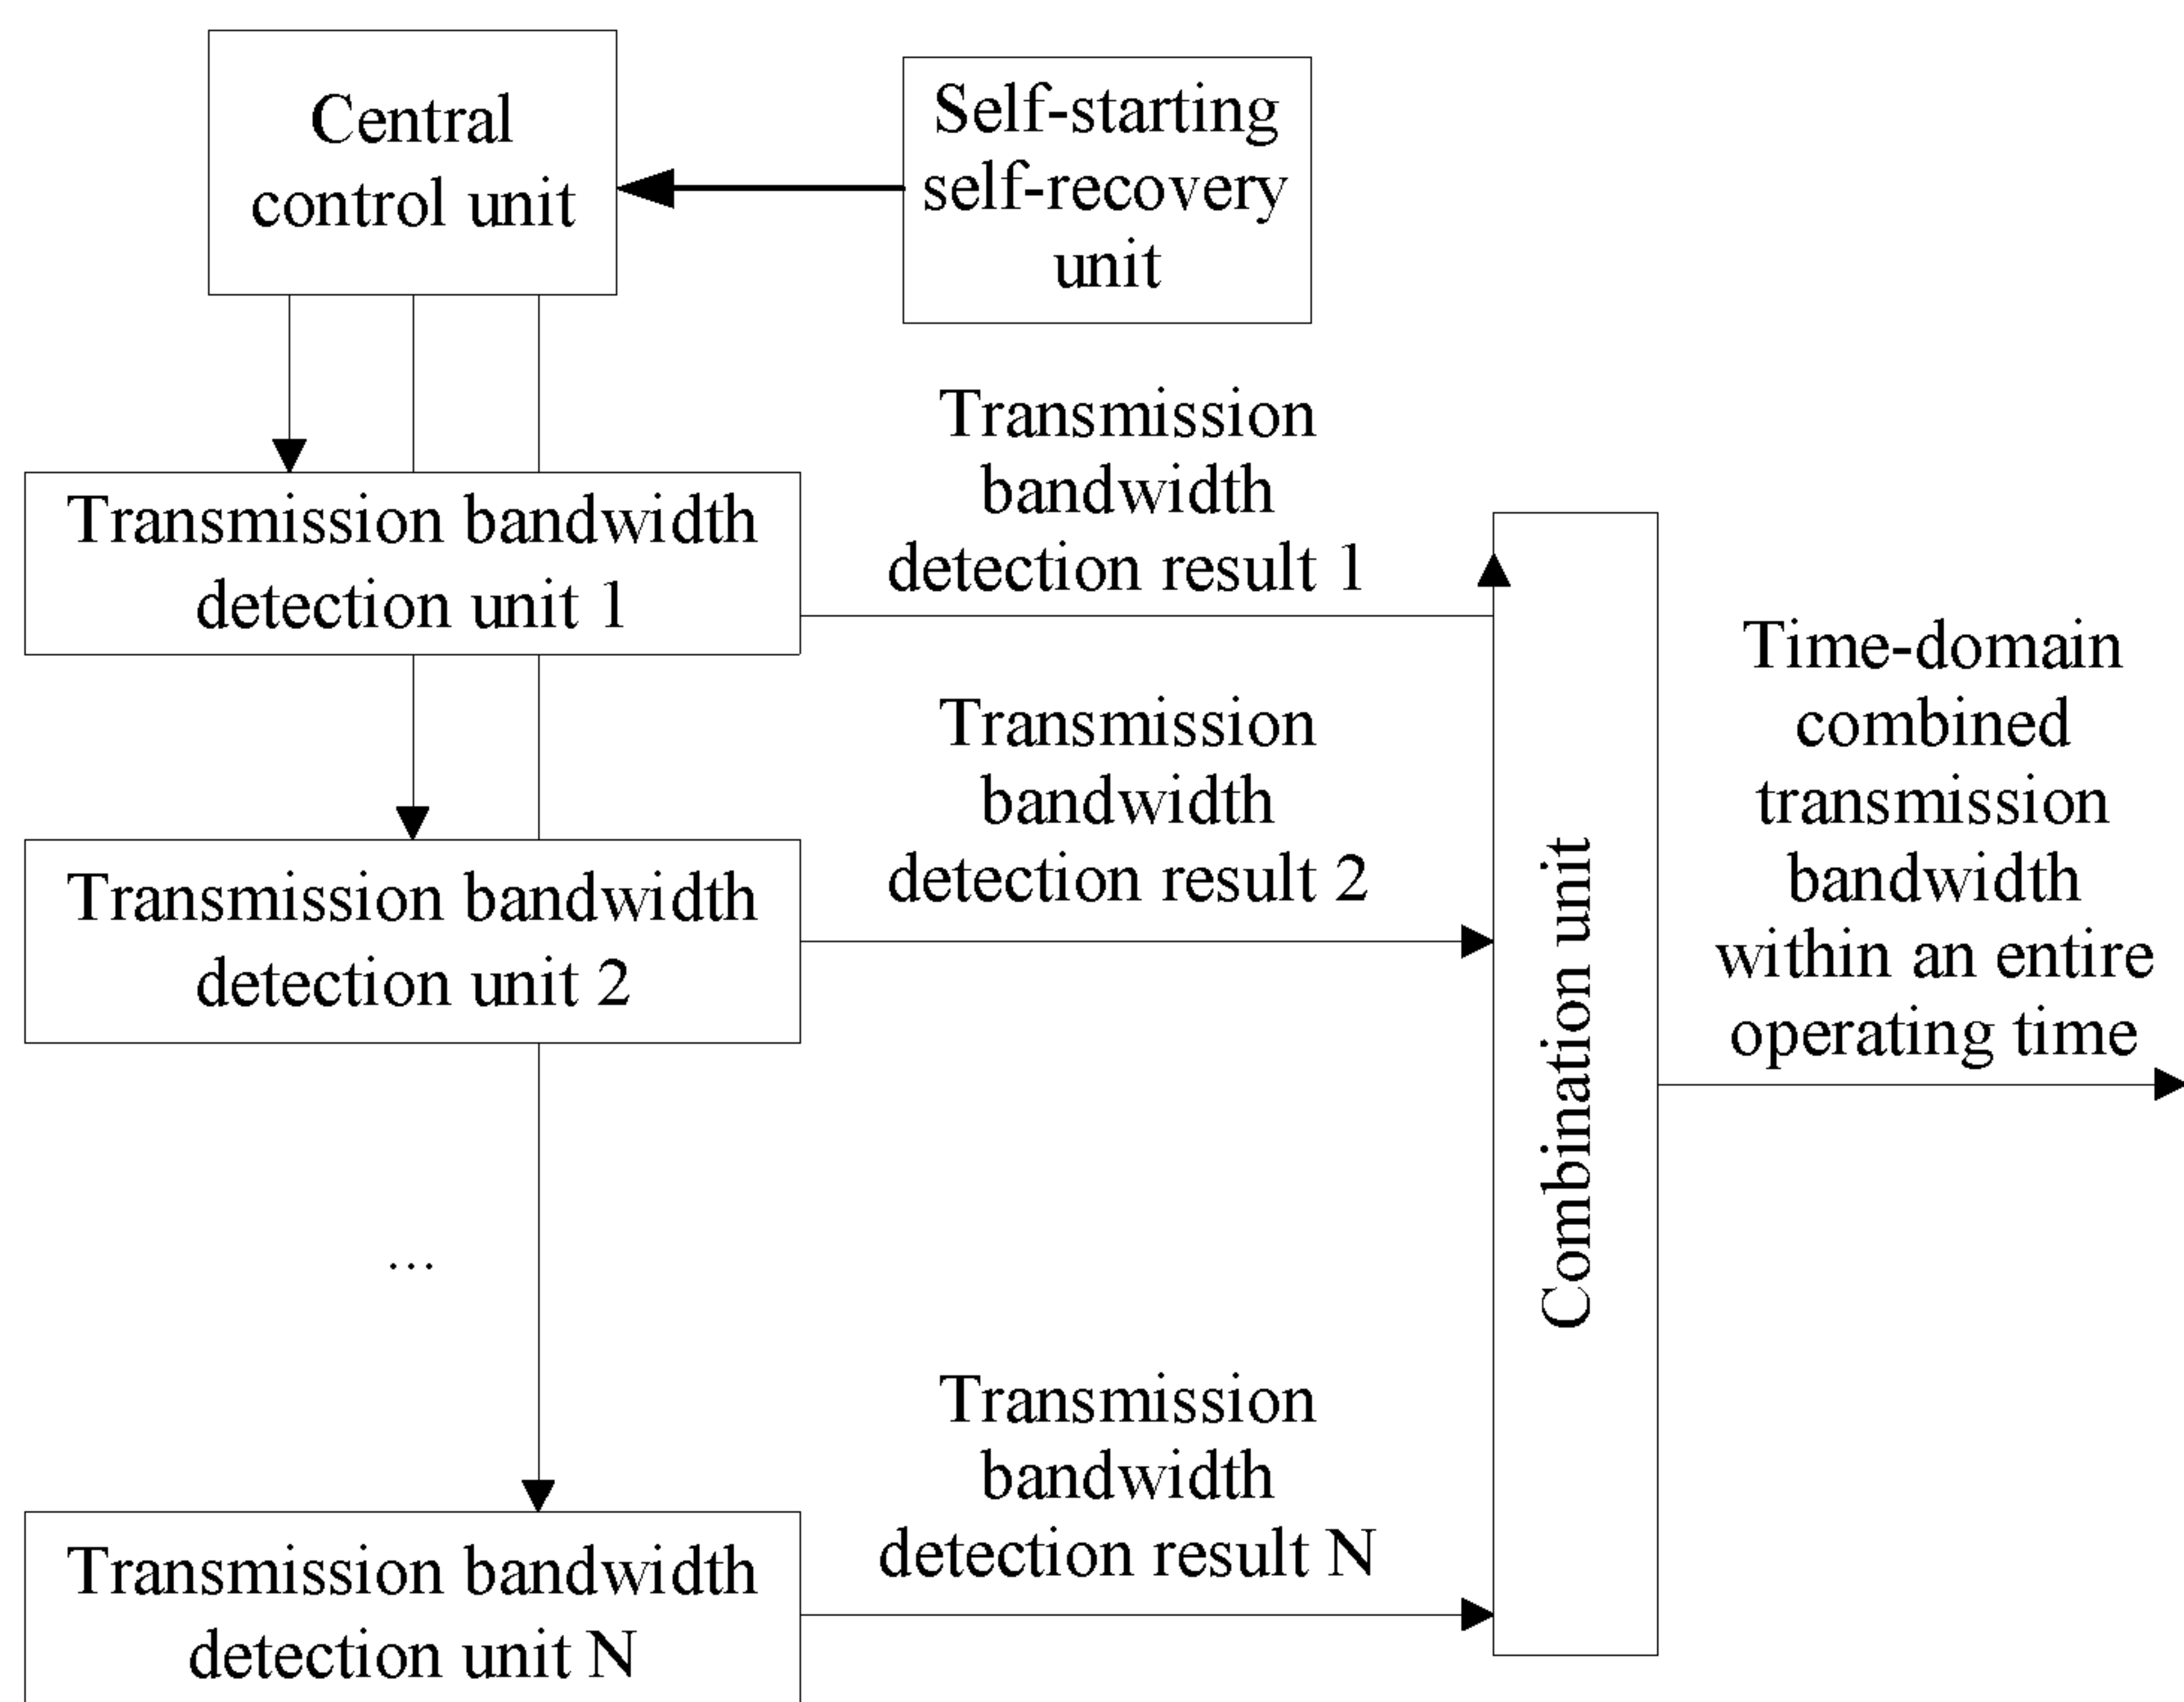 Central
control unit
Self-starting
self-recovery
unit
Transmission bandwidth
detection unit 1
Transmission
bandwidth
detection result 1
Transmission bandwidth
detection unit 2
Transmission
bandwidth
detection result 2
...
Transmission bandwidth
detection unit N
Transmission
bandwidth
detection result N
Combination unit
Time-domain
combined
transmission
bandwidth
within an entire
operating time